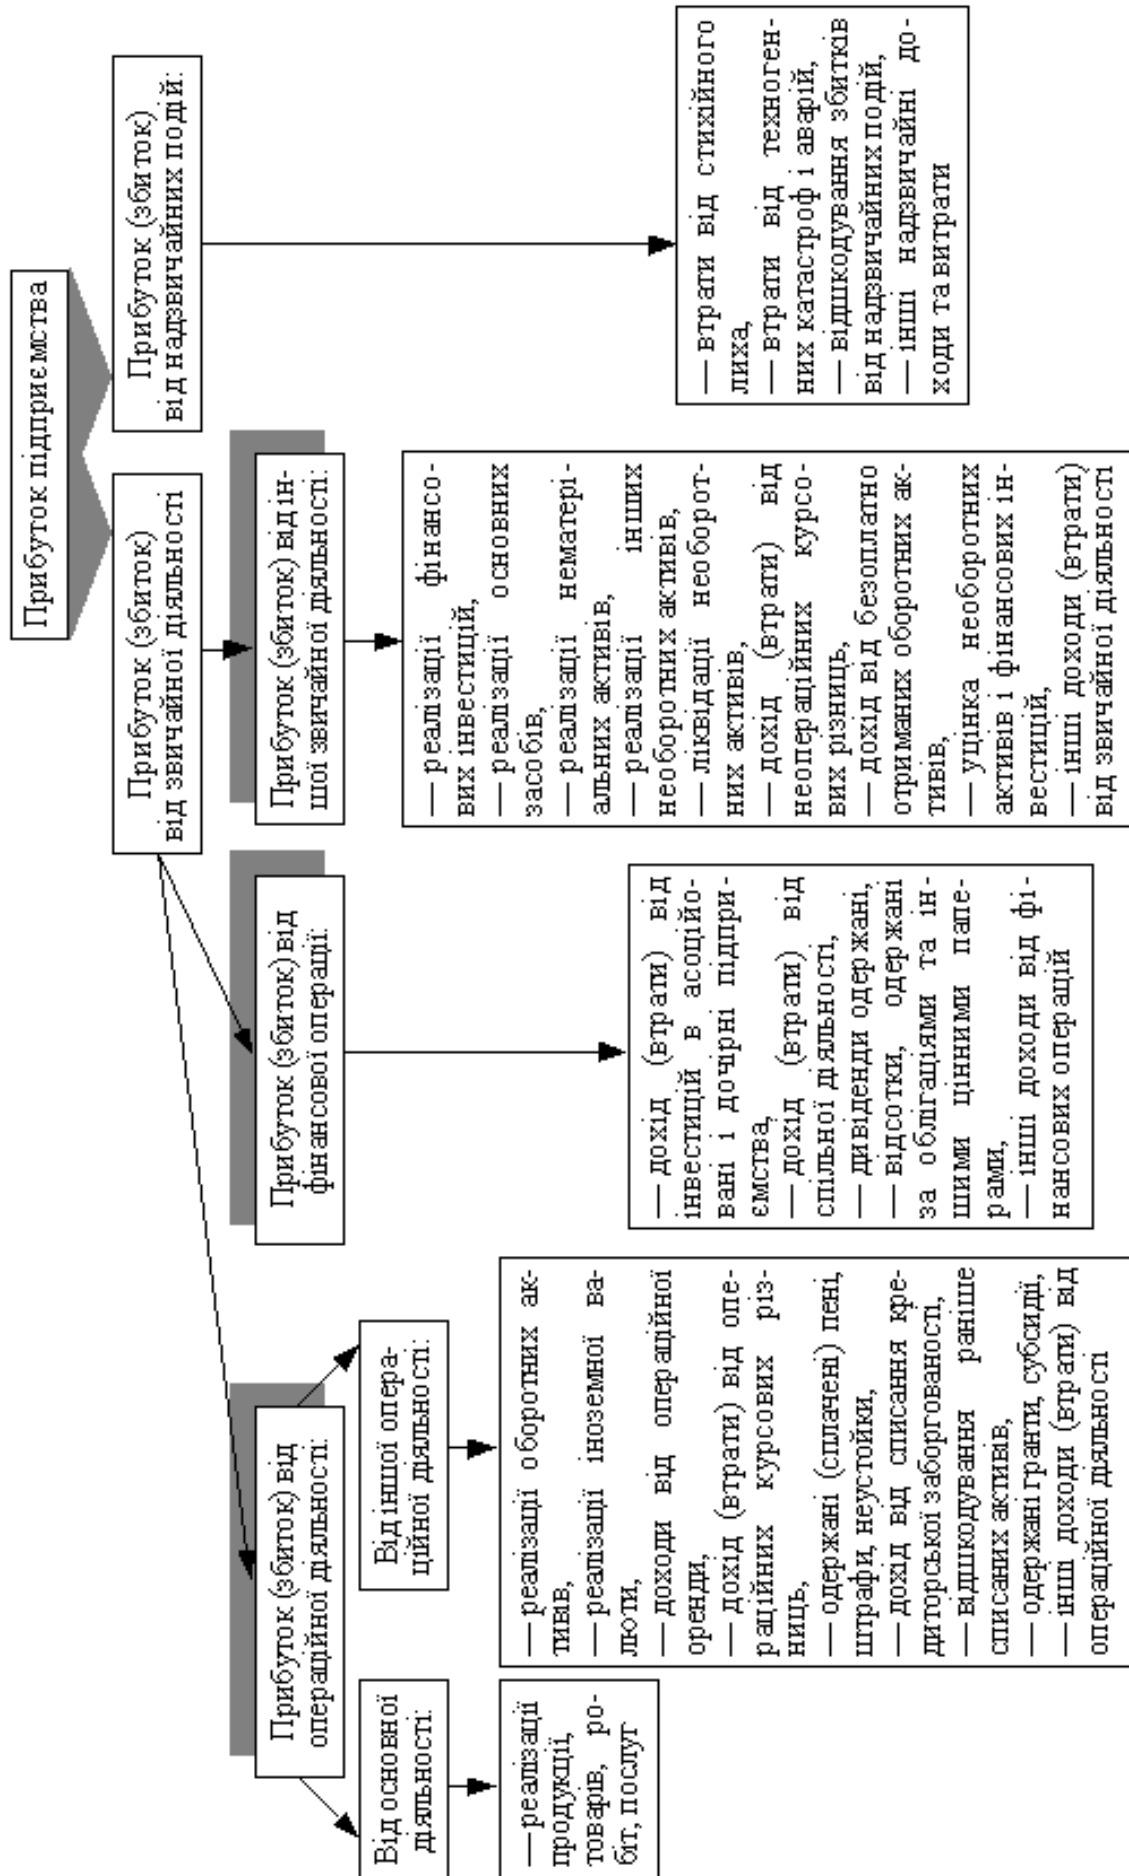 Прибуток підприємства
Прибуток (збиток)
від звичайної діяльності
Прибуток (збиток)
від надзвичайних подій:
Прибуток (збиток) від
операційної діяльності:
Прибуток (збиток) від
фінансової операції:
Прибуток (збиток) від ін-
шої звичайної діяльності:
Від основної
діяльності:
Від іншої опера-
ційної діяльності:
—реалізації
продукції,
товарів, ро-
біт, послуг
— реалізації оборотних ак-
тивів,
— реалізації іноземної ва-
люти,
— доходи від операційної
оренди,
— дохід (втрати) від опе-
раційних курсових різ-
ниць,
— одержані (сплачені) пені,
штрафи, неустойки,
— дохід від списання кре-
диторської заборгованості,
— відшкодування раніше
списаних активів,
— одержані гранти, субсидії,
— інші доходи (втрати) від
операційної діяльності
— дохід (втрати) від
інвестицій в асоційо-
вані і дочірні підпри-
ємства,
— дохід (втрати) від
спільної діяльності,
— дивіденди одержані,
— відсотки, одержані
за облігаціями та ін-
шими цінними папе-
рами,
— інші доходи від фі-
нансових операцій
— реалізації фінансо-
вих інвестицій,
— реалізації основних
засобів,
— реалізації нематері-
альних активів,
— реалізації інших
необоротних активів,
— ліквідації необорот-
них активів,
— дохід (втрати) від
неопераційних курсо-
вих різниць,
— дохід від безоплатно
отриманих оборотних ак-
тивів,
— уцінка необоротних
активів і фінансових ін-
вестицій,
— інші доходи (втрати)
від звичайної діяльності
— втрати від стихійного
лиха,
— втрати від техноген-
них катастроф і аварій,
— відшкодування збитків
від надзвичайних подій,
— інші надзвичайні до-
ходи та витрати